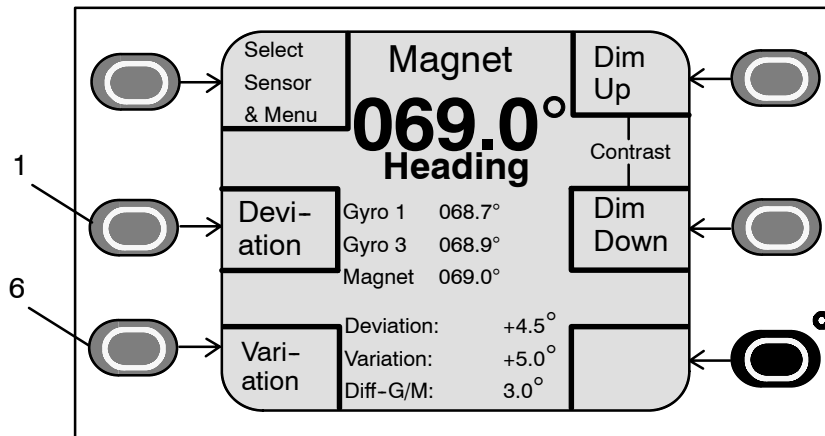 Select
Sensor
& Menu
Magnet
069.0°
Heading
Dim
Up
Contrast
1
Devi-
ation
Gyro 1 068.7°
Gyro 3 068.9°
Magnet 069.0°
Dim
Down
6
Vari-
ation
Deviation: +4.5°
Variation: +5.0°
Diff-G/M: 3.0°
°